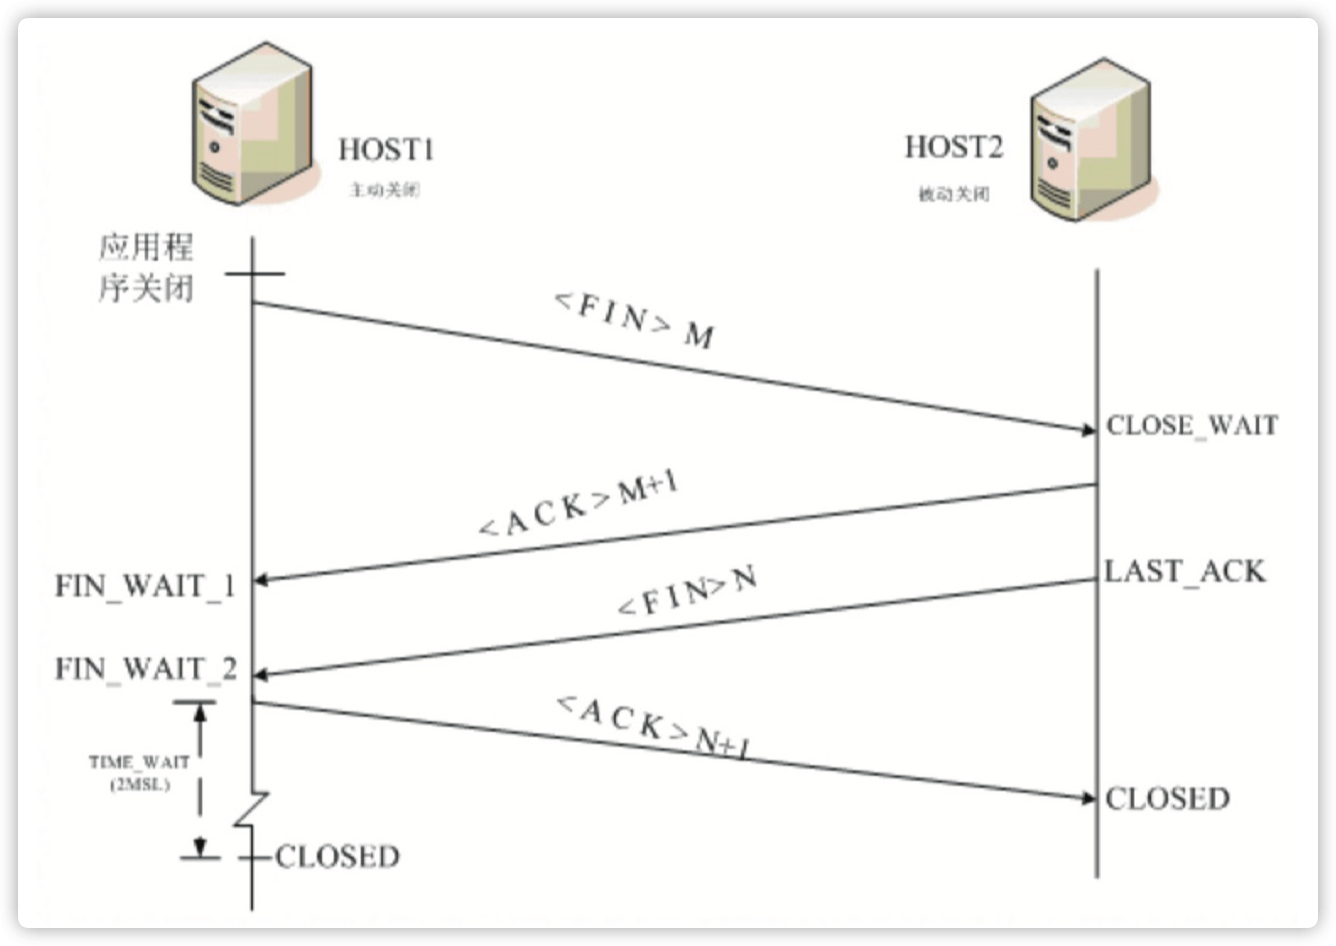 HOST1
主动关闭
HOST2
被动关闭
应用程
序关闭
<FIN> M
CLOSE_WAIT
<ACK>M+1
FIN_WAIT_1
LAST_ACK
<FIN>N
FIN_WAIT_2
<ACK>N+1
TIME_WAIT
(2MSL)
CLOSED
CLOSED